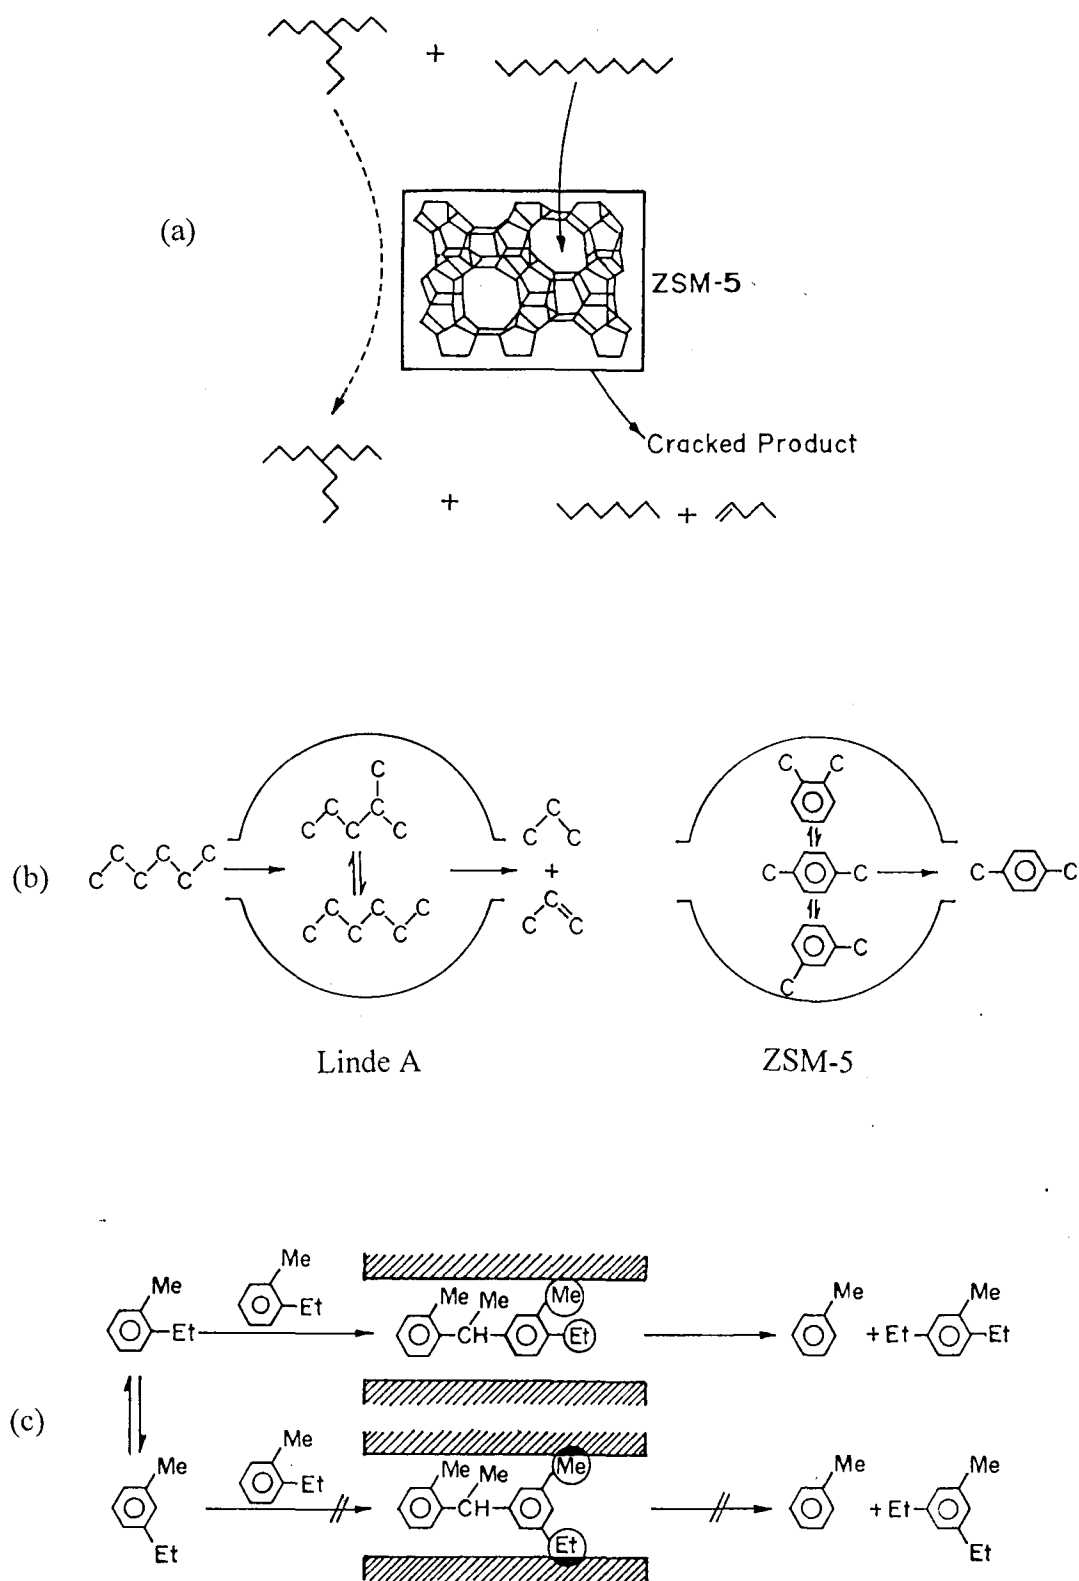 +
(a)
ZSM-5
Cracked Product
+ +
C C
C
C C C C C
C C C C
C C C C C C +
(b) C C C C
C C C C C
C C C C C C C
C C
C
Linde A ZSM-5
Me
Me Me Me Me Me Me
Et Et CH Et + Et Et
(c)
Me Me Me Me Me Me Me
Et CH + Et
Et Et Et